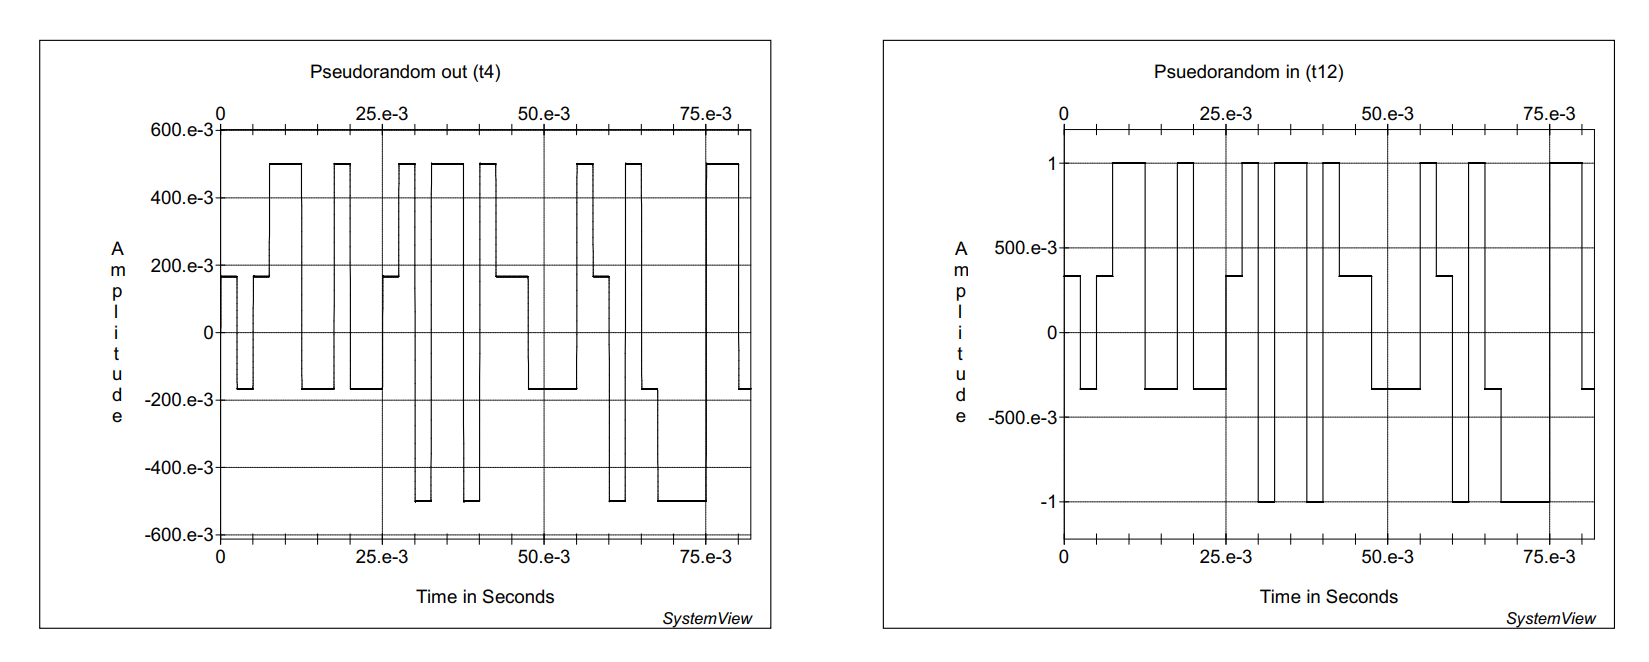 Pseudorandom out (t4)
0 25.e-3 50.e-3 75.e-3
600.e-3
400.e-3
200.e-3
0
-200.e-3
-400.e-3
-600.e-3
A
m
p
l
i
t
u
d
e
0 25.e-3 50.e-3 75.e-3
Time in Seconds
SystemView
Psuedorandom in (t12)
0 25.e-3 50.e-3 75.e-3
1
500.e-3
0
-500.e-3
-1
A
m
p
l
i
t
u
d
e
0 25.e-3 50.e-3 75.e-3
Time in Seconds
SystemView